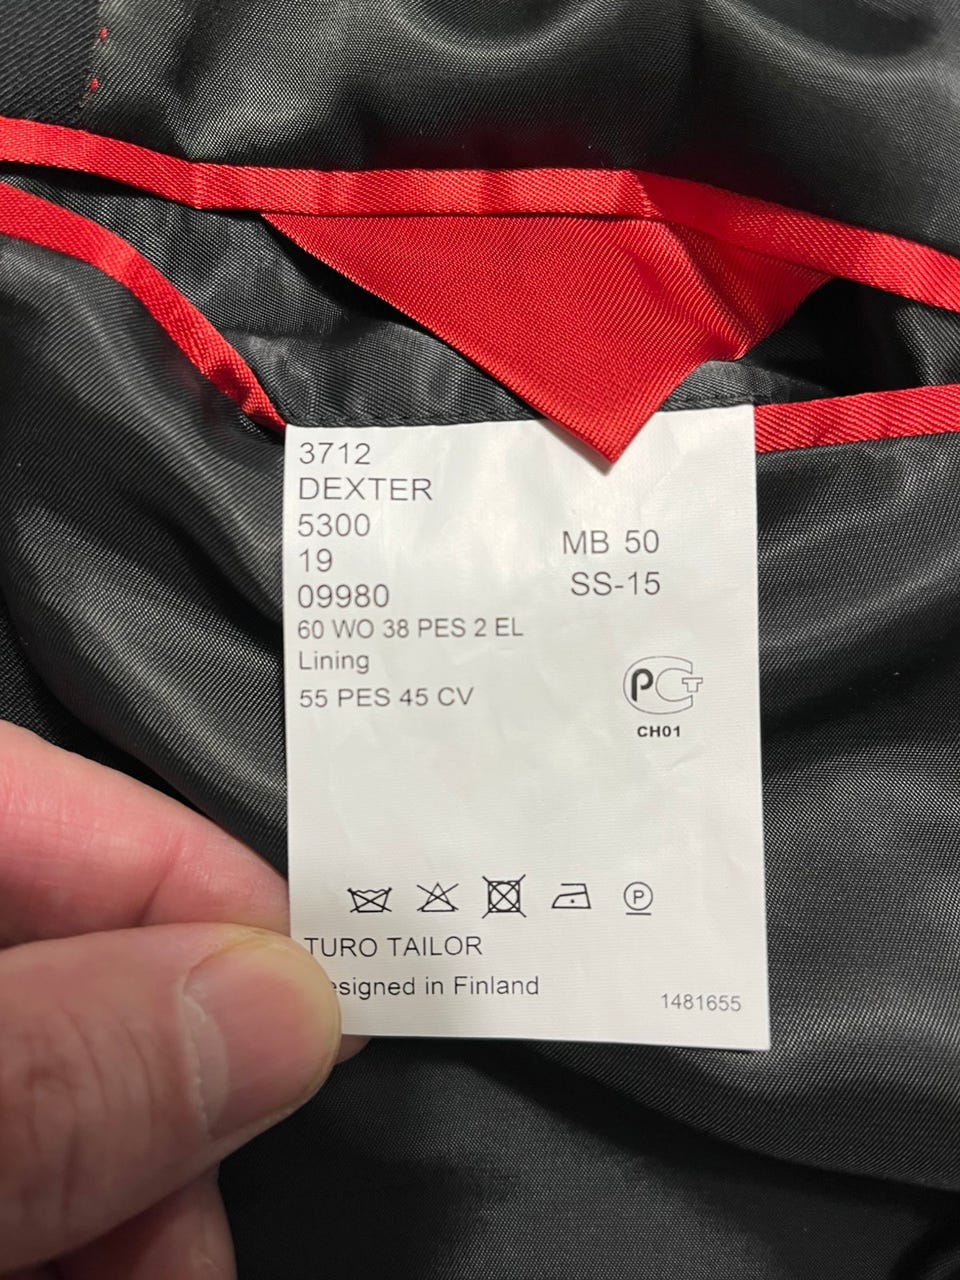 3712
DEXTER
5300
19
09980
MB 50
SS-15
60 WO 38 PES 2 EL
Lining
55 PES 45 CV
РСТ
CH01
P
TURO TAILOR
esigned in Finland
1481655